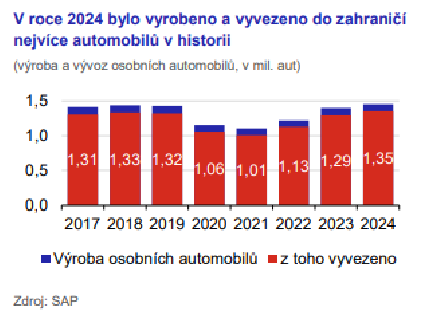 V roce 2024 bylo vyrobeno a vyvezeno do zahraničí
nejvíce automobilů v historii
(výroba a vývoz osobních automobilů, v mil. aut)
1,5
1,0
0,5
0,0
1,31 1,33 1,32 1,06 1,01 1,13 1,29 1,35
2017 2018 2019 2020 2021 2022 2023 2024
Výroba osobních automobilů z toho vyvezeno
Zdroj: SAP